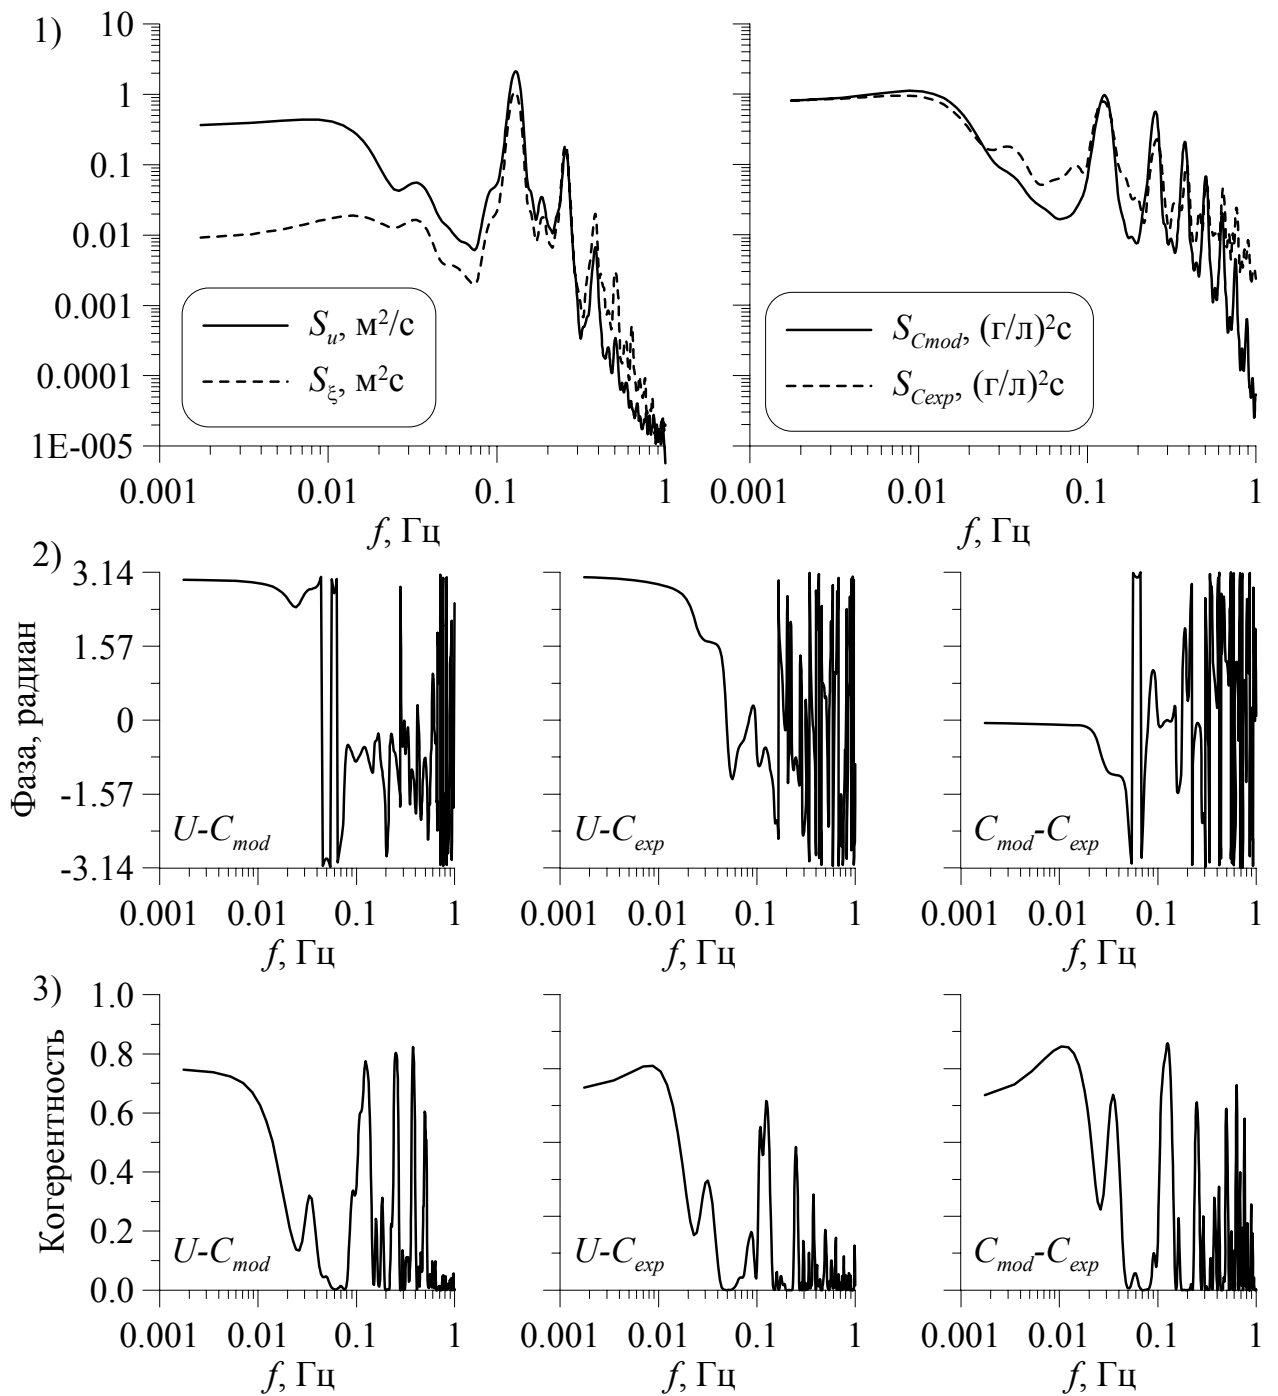 1)
10
1
0.1
0.01
0.001
0.0001
1E-005
S_u, м²/с
S_ξ, м²с
0.001 0.01 0.1 1
f, Гц
S_Cmod, (г/л)²с
S_Cexp, (г/л)²с
0.001 0.01 0.1 1
f, Гц
2)
Фаза, радиан
3.14
1.57
0
-1.57
-3.14
U-C_mod
0.001 0.01 0.1 1
f, Гц
U-C_exp
0.001 0.01 0.1 1
f, Гц
C_mod-C_exp
0.001 0.01 0.1 1
f, Гц
3)
Когерентность
1.0
0.8
0.6
0.4
0.2
0.0
U-C_mod
0.001 0.01 0.1 1
f, Гц
U-C_exp
0.001 0.01 0.1 1
f, Гц
C_mod-C_exp
0.001 0.01 0.1 1
f, Гц